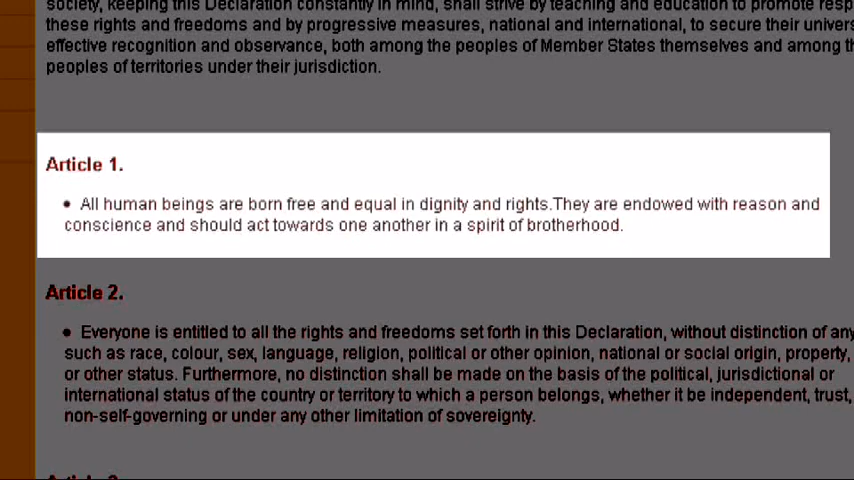 society, keeping this Declaration constantly in mind, shall strive by teaching and education to promote
these rights and freedoms and by progressive measures, national and international, to secure their
effective recognition and observance, both among the peoples of Member States themselves and among
peoples of territories under their jurisdiction.
Article 1.
• All human beings are born free and equal in dignity and rights.They are endowed with reason and
conscience and should act towards one another in a spirit of brotherhood.
Article 2.
• Everyone is entitled to all the rights and freedoms set forth in this Declaration, without distinction of any
such as race, colour, sex, language, religion, political or other opinion, national or social origin, property,
or other status. Furthermore, no distinction shall be made on the basis of the political, jurisdictional or
international status of the country or territory to which a person belongs, whether it be independent, trust,
non-self-governing or under any other limitation of sovereignty.